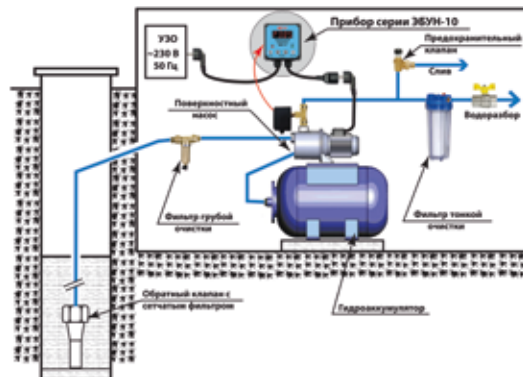 УЗО
~230 В
50 Гц
Прибор серии ЭБУН-10
Предохранительный
клапан
Слив
Водоразбор
Поверхностный
насос
Фильтр грубой
очистки
Фильтр тонкой
очистки
Обратный клапан с
сетчатым фильтром
Гидроаккумулятор